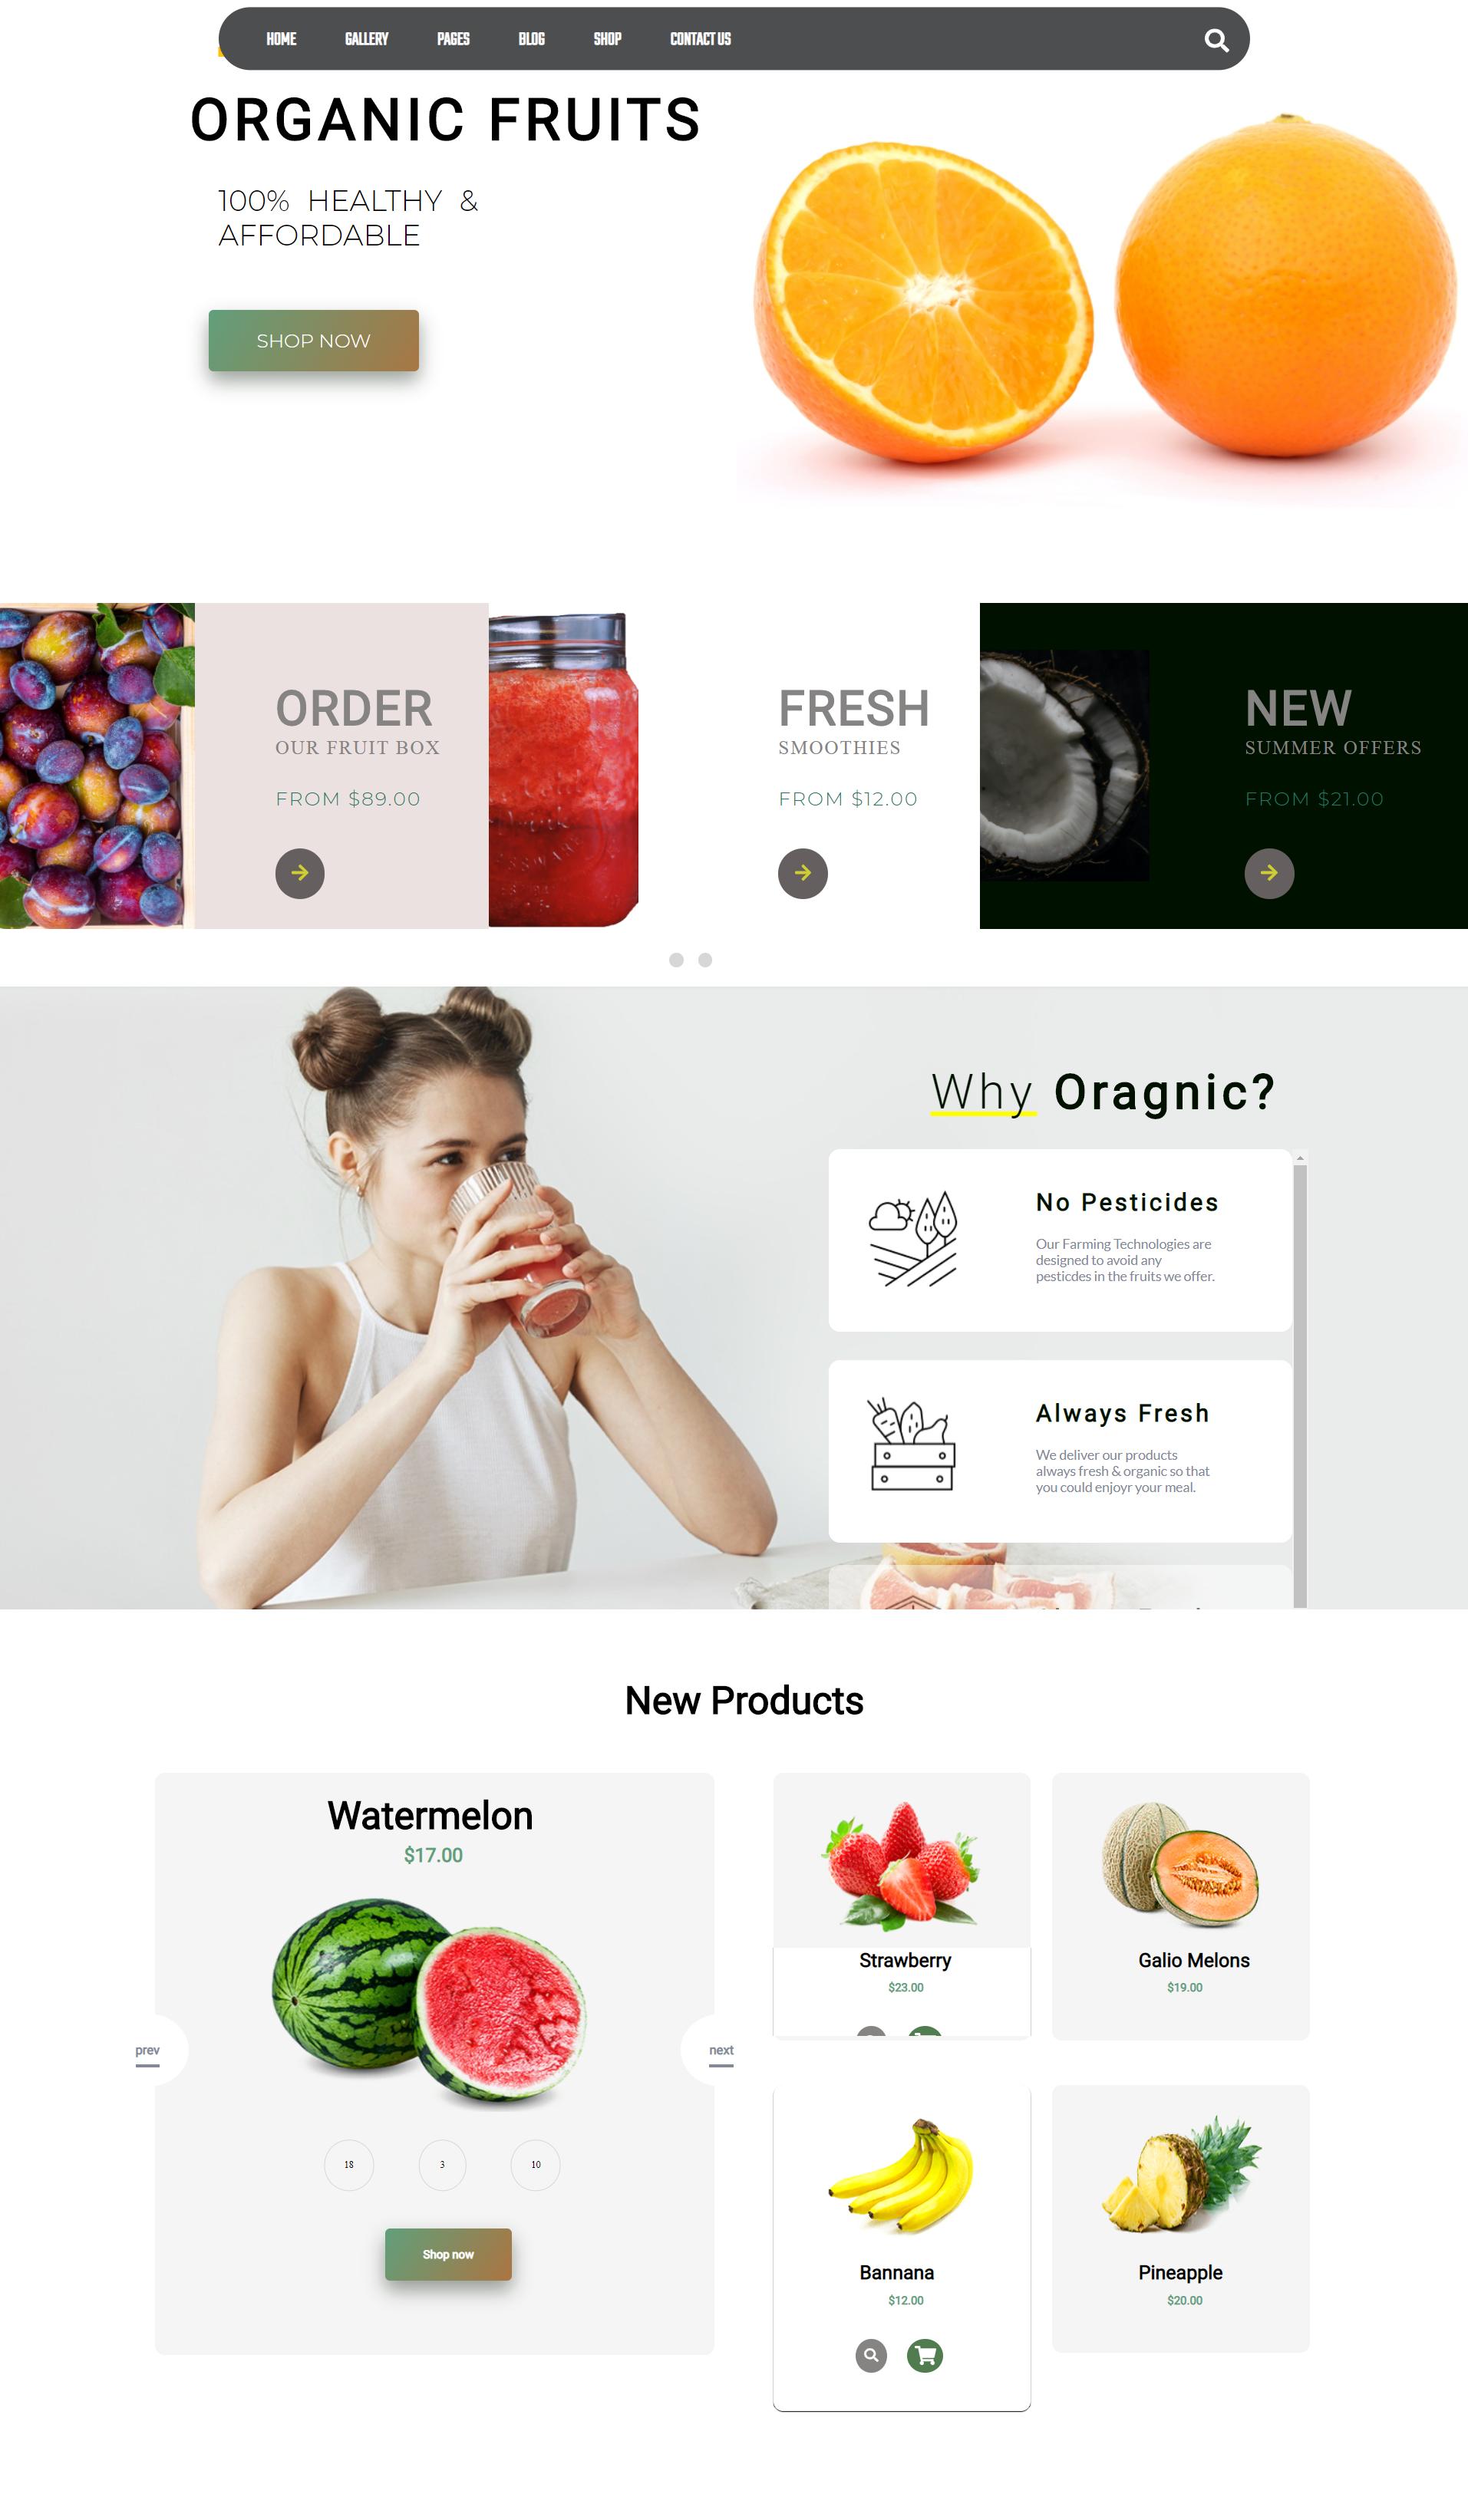 HOME GALLERY PAGES BLOG SHOP CONTACT US
ORGANIC FRUITS
100% HEALTHY &
AFFORDABLE
SHOP NOW
ORDER
OUR FRUIT BOX
FROM $89.00
FRESH
SMOOTHIES
FROM $12.00
NEW
SUMMER OFFERS
FROM $21.00
Why Oragnic?
No Pesticides
Our Farming Technologies are
designed to avoid any
pesticdes in the fruits we offer.
Always Fresh
We deliver our products
always fresh & organic so that
you could enjoyr your meal.
New Products
Watermelon
$17.00
prev
next
18 3 10
Shop now
Strawberry
$23.00
Galio Melons
$19.00
Bannana
$12.00
Pineapple
$20.00